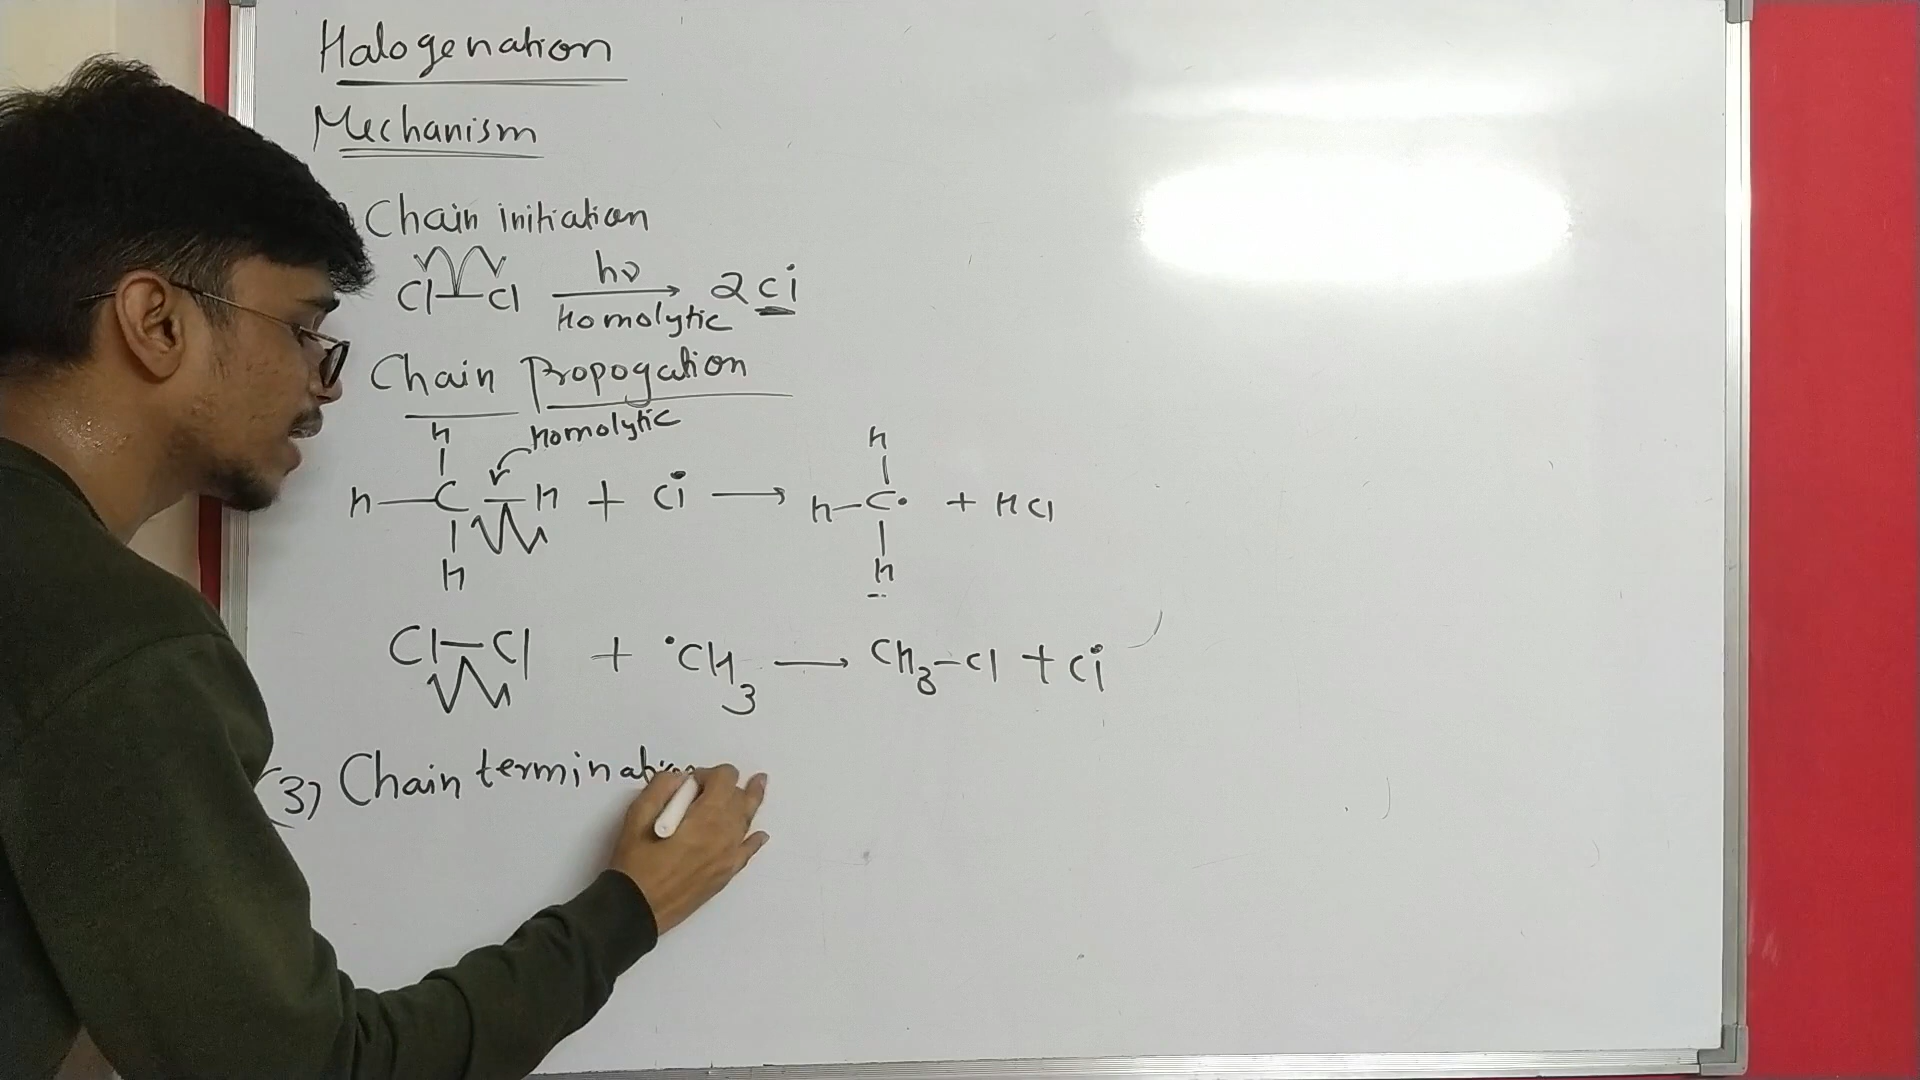 Halogenation
Mechanism
Chain initiation
Cl—Cl hν Homolytic → 2Cl•
Chain Propogation
Homolytic
H
|
H—C—H + Cl• → H—C• + HCl
|
H
Cl—Cl + •CH3 → CH3—Cl + Cl•
(3) Chain termination